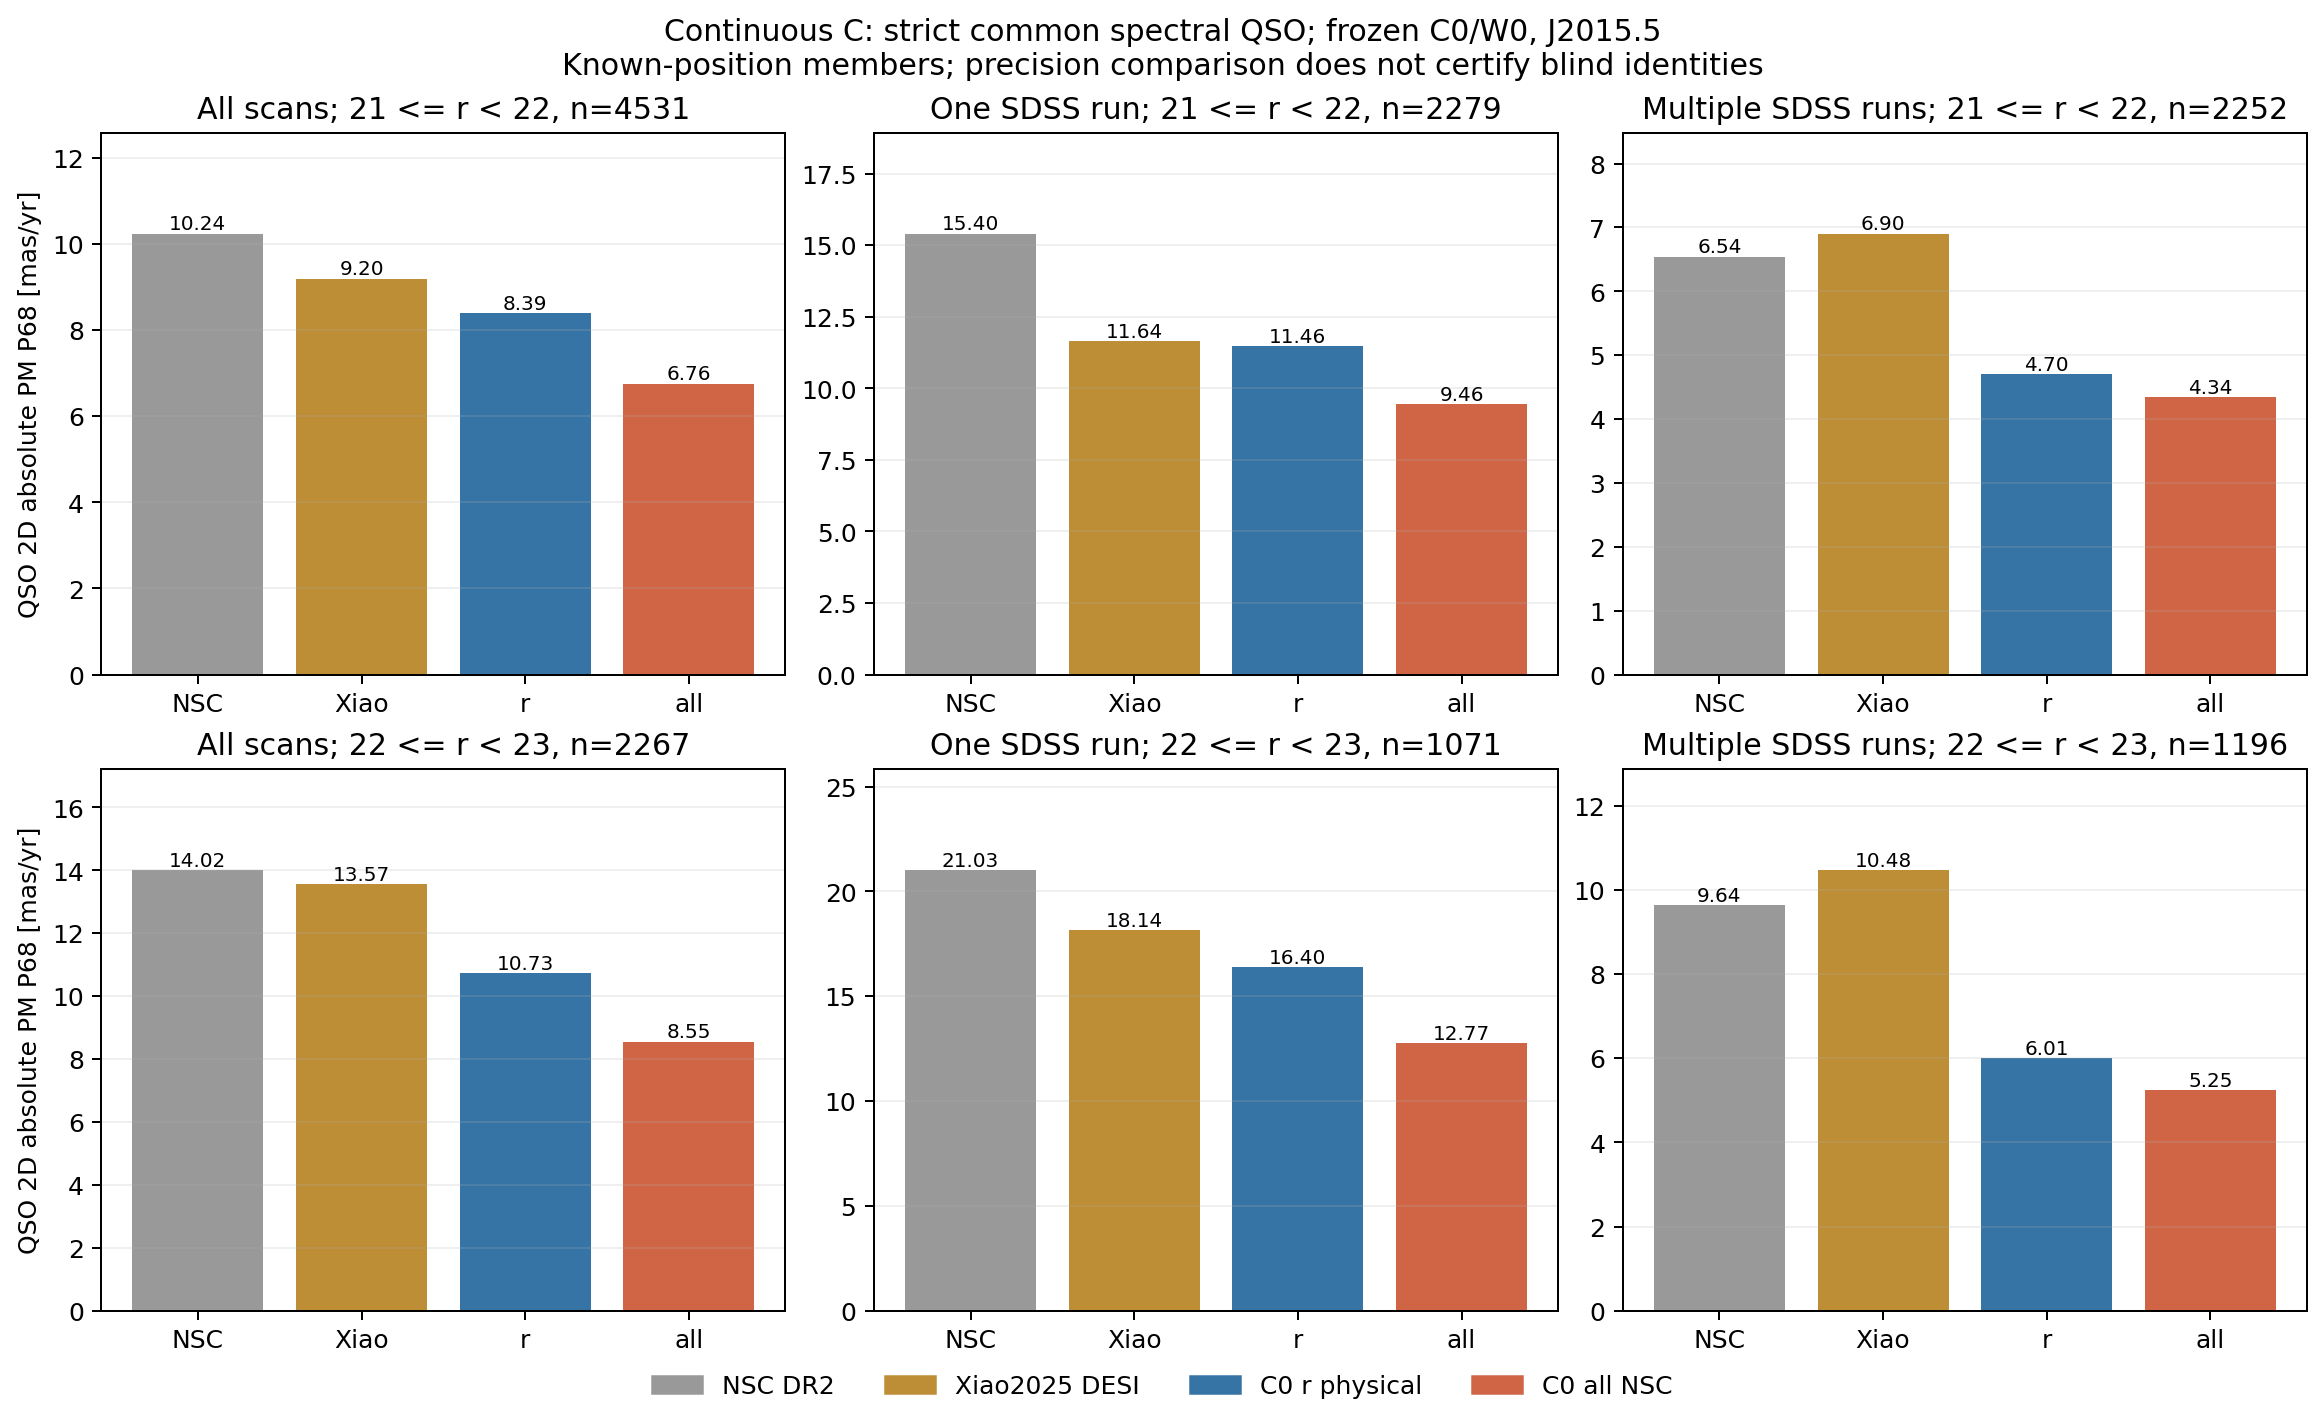 Continuous C: strict common spectral QSO; frozen C0/W0, J2015.5
Known-position members; precision comparison does not certify blind identities
All scans; 21 <= r < 22, n=4531
QSO 2D absolute PM P68 [mas/yr]
12
10
8
6
4
2
0
10.24
9.20
8.39
6.76
NSC
Xiao
r
all
One SDSS run; 21 <= r < 22, n=2279
17.5
15.0
12.5
10.0
7.5
5.0
2.5
0.0
15.40
11.64
11.46
9.46
NSC
Xiao
r
all
Multiple SDSS runs; 21 <= r < 22, n=2252
8
7
6
5
4
3
2
1
0
6.54
6.90
4.70
4.34
NSC
Xiao
r
all
All scans; 22 <= r < 23, n=2267
QSO 2D absolute PM P68 [mas/yr]
16
14
12
10
8
6
4
2
0
14.02
13.57
10.73
8.55
NSC
Xiao
r
all
One SDSS run; 22 <= r < 23, n=1071
25
20
15
10
5
0
21.03
18.14
16.40
12.77
NSC
Xiao
r
all
Multiple SDSS runs; 22 <= r < 23, n=1196
12
10
8
6
4
2
0
9.64
10.48
6.01
5.25
NSC
Xiao
r
all
NSC DR2
Xiao2025 DESI
C0 r physical
C0 all NSC